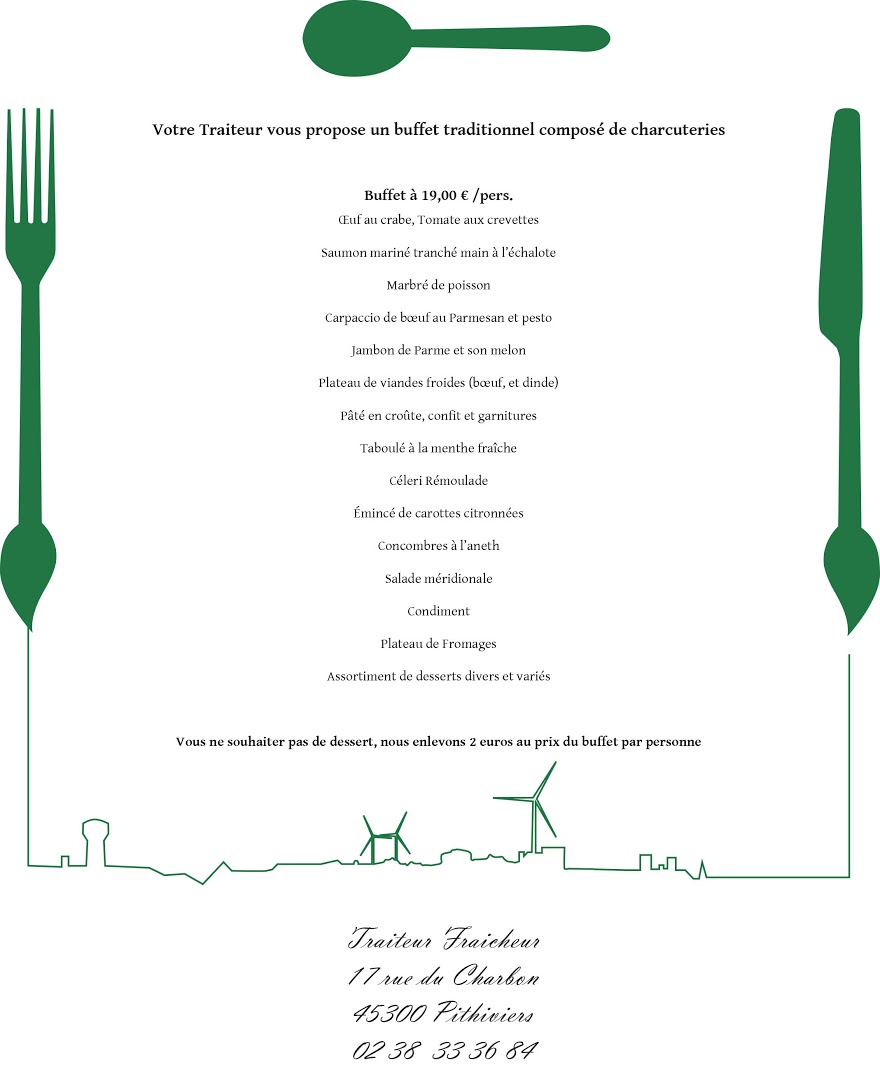 Votre Traiteur vous propose un buffet traditionnel composé de charcuteries
Buffet à 19,00 € /pers.
Œuf au crabe, Tomate aux crevettes
Saumon mariné tranché main à l'échalote
Marbré de poisson
Carpaccio de bœuf au Parmesan et pesto
Jambon de Parme et son melon
Plateau de viandes froides (bœuf, et dinde)
Pâté en croûte, confit et garnitures
Taboulé à la menthe fraîche
Céleri Rémoulade
Émincé de carottes citronnées
Concombres à l'aneth
Salade méridionale
Condiment
Plateau de Fromages
Assortiment de desserts divers et variés
Vous ne souhaiter pas de dessert, nous enlevons 2 euros au prix du buffet par personne
Traiteur Fraicheur
17 rue du Charbon
45300 Pithiviers
02 38 33 36 84